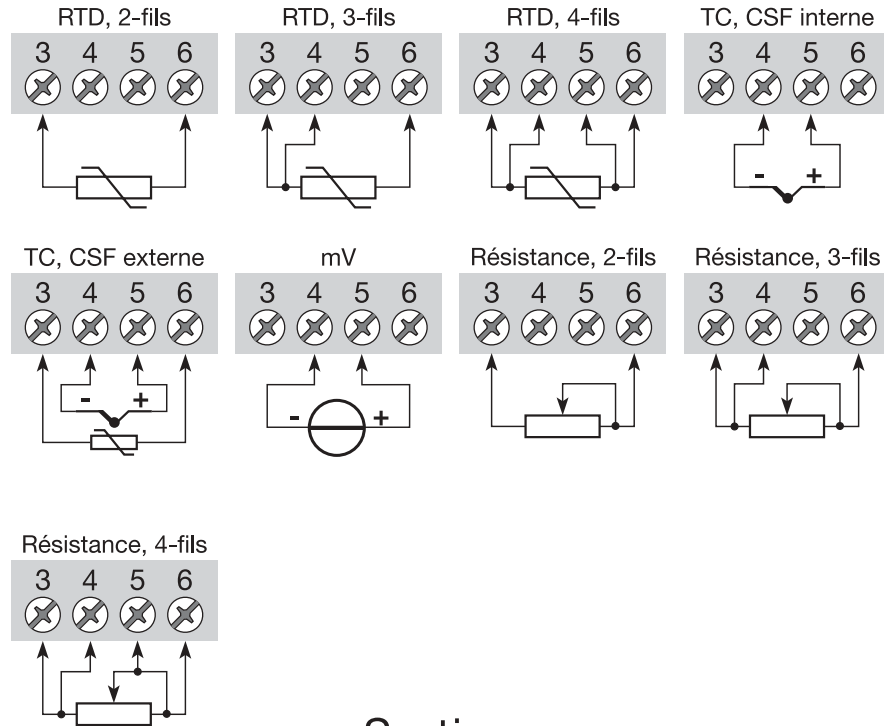 RTD, 2-fils RTD, 3-fils RTD, 4-fils TC, CSF interne
3 4 5 6 3 4 5 6 3 4 5 6 3 4 5 6
- +
TC, CSF externe mV Résistance, 2-fils Résistance, 3-fils
3 4 5 6 3 4 5 6 3 4 5 6 3 4 5 6
- + - +
Résistance, 4-fils
3 4 5 6